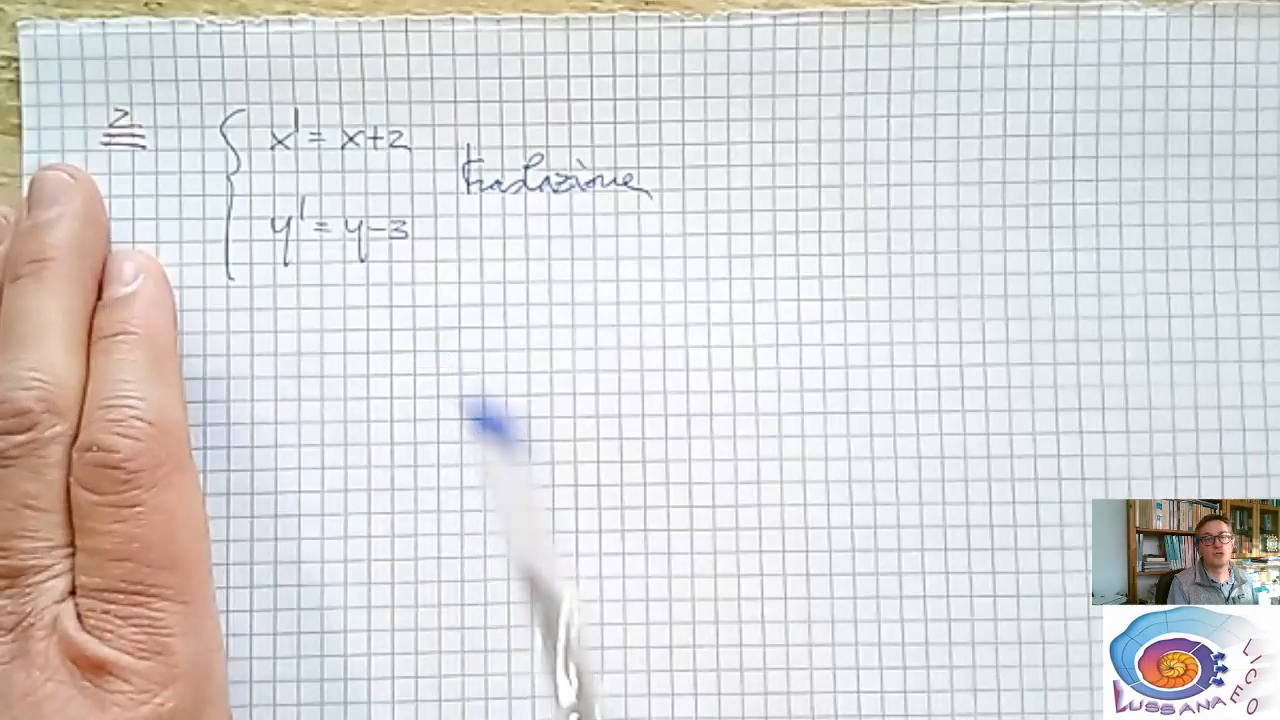 2
x' = x+2
traslazione
y' = y-3
LICEO
LUSSANA